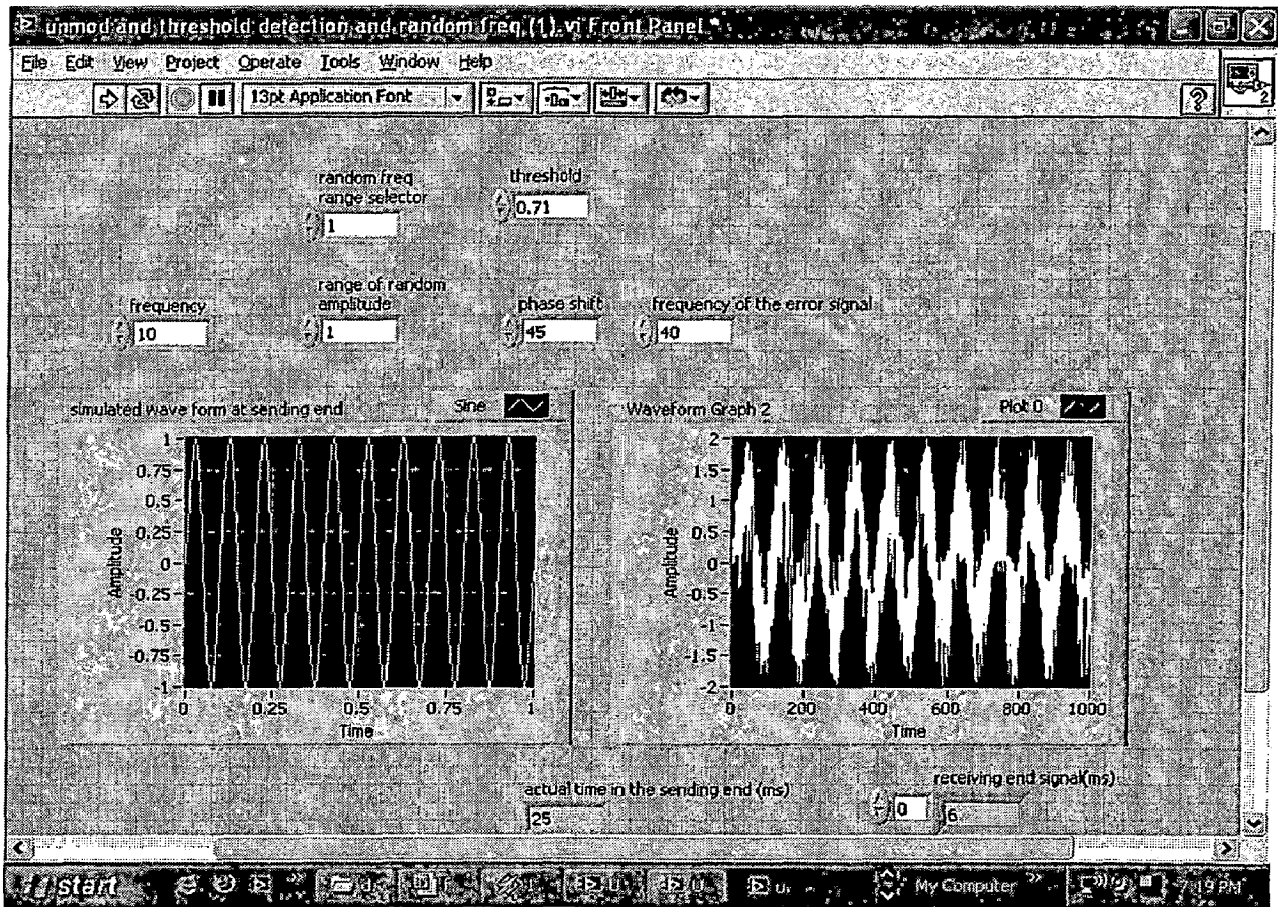 unmod and threshold detection and random freq (1).vi Front Panel *
File Edit View Project Operate Tools Window Help
13pt Application Font
?
2
random freq
range selector
1
threshold
0.71
frequency
10
range of random
amplitude
1
phase shift
45
frequency of the error signal
40
simulated wave form at sending end
Sine
1
0.75
0.5
0.25
0
-0.25
-0.5
-0.75
-1
Amplitude
0 0.25 0.5 0.75 1
Time
Waveform Graph 2
Plot 0
2
1.5
1
0.5
0
-0.5
-1
-1.5
-2
Amplitude
0 200 400 600 800 1000
Time
actual time in the sending end (ms)
25
receiving end signal(ms)
0 6
start
My Computer
7:19 PM